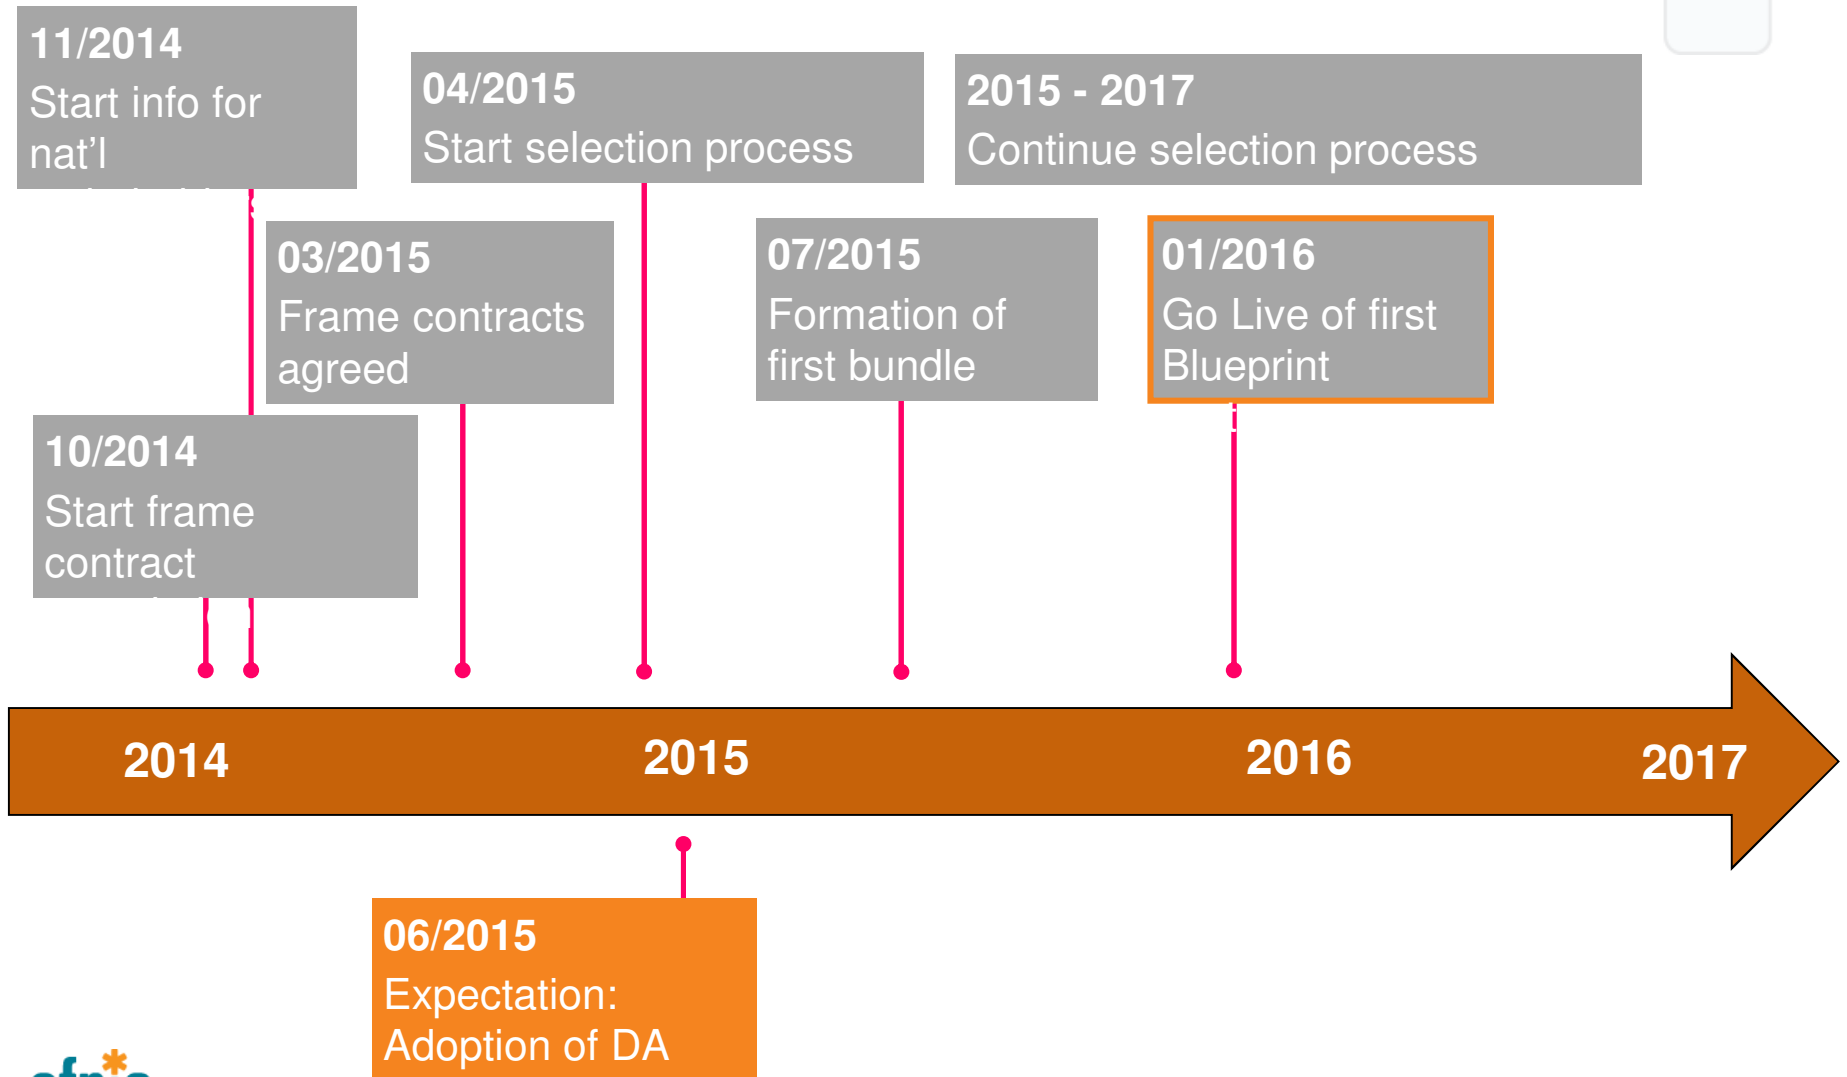 11/2014
Start info for
nat'l
04/2015
Start selection process
2015 - 2017
Continue selection process
03/2015
Frame contracts
agreed
07/2015
Formation of
first bundle
01/2016
Go Live of first
Blueprint
10/2014
Start frame
contract
2014
2015
2016
2017
06/2015
Expectation:
Adoption of DA